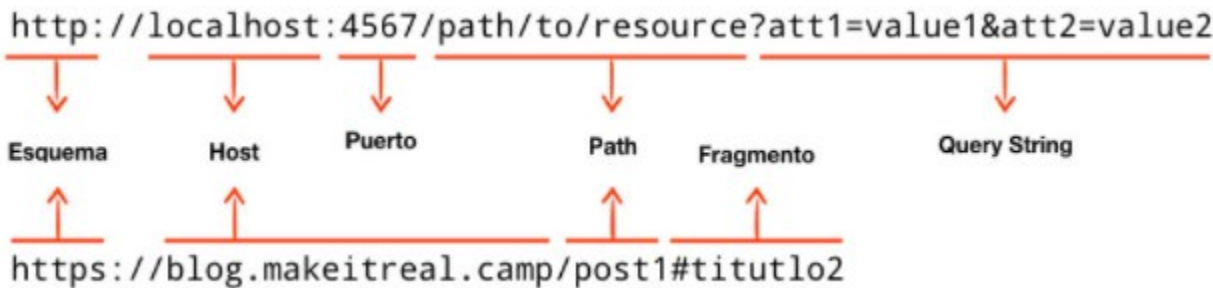 http://localhost:4567/path/to/resource?att1=value1&att2=value2
Esquema Host Puerto Path Fragmento Query String
https://blog.makeitreal.camp/post1#titutlo2